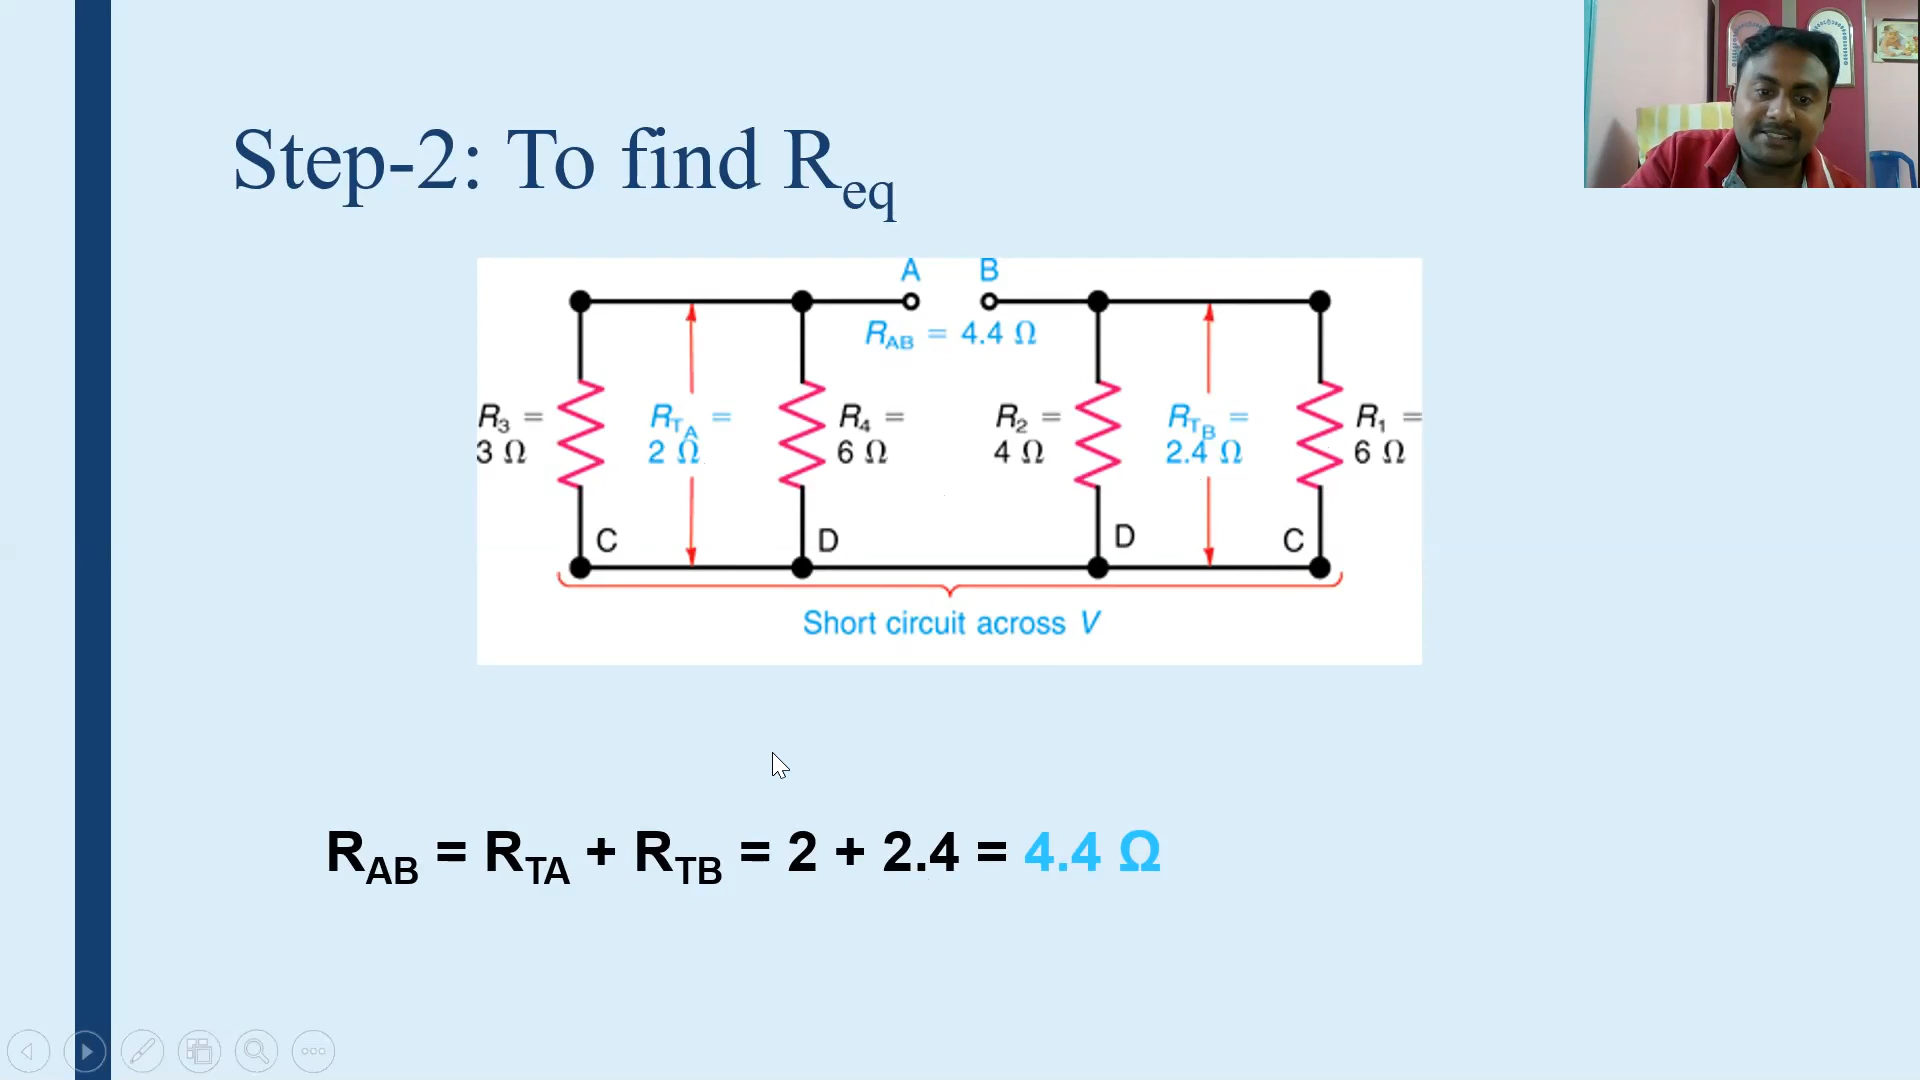 Step-2: To find Req
A B
RAB = 4.4 Ω
R3 = RTA = R4 = R2 = RTB = R1 =
3 Ω 2 Ω 6 Ω 4 Ω 2.4 Ω 6 Ω
C D D C
Short circuit across V
RAB = RTA + RTB = 2 + 2.4 = 4.4 Ω